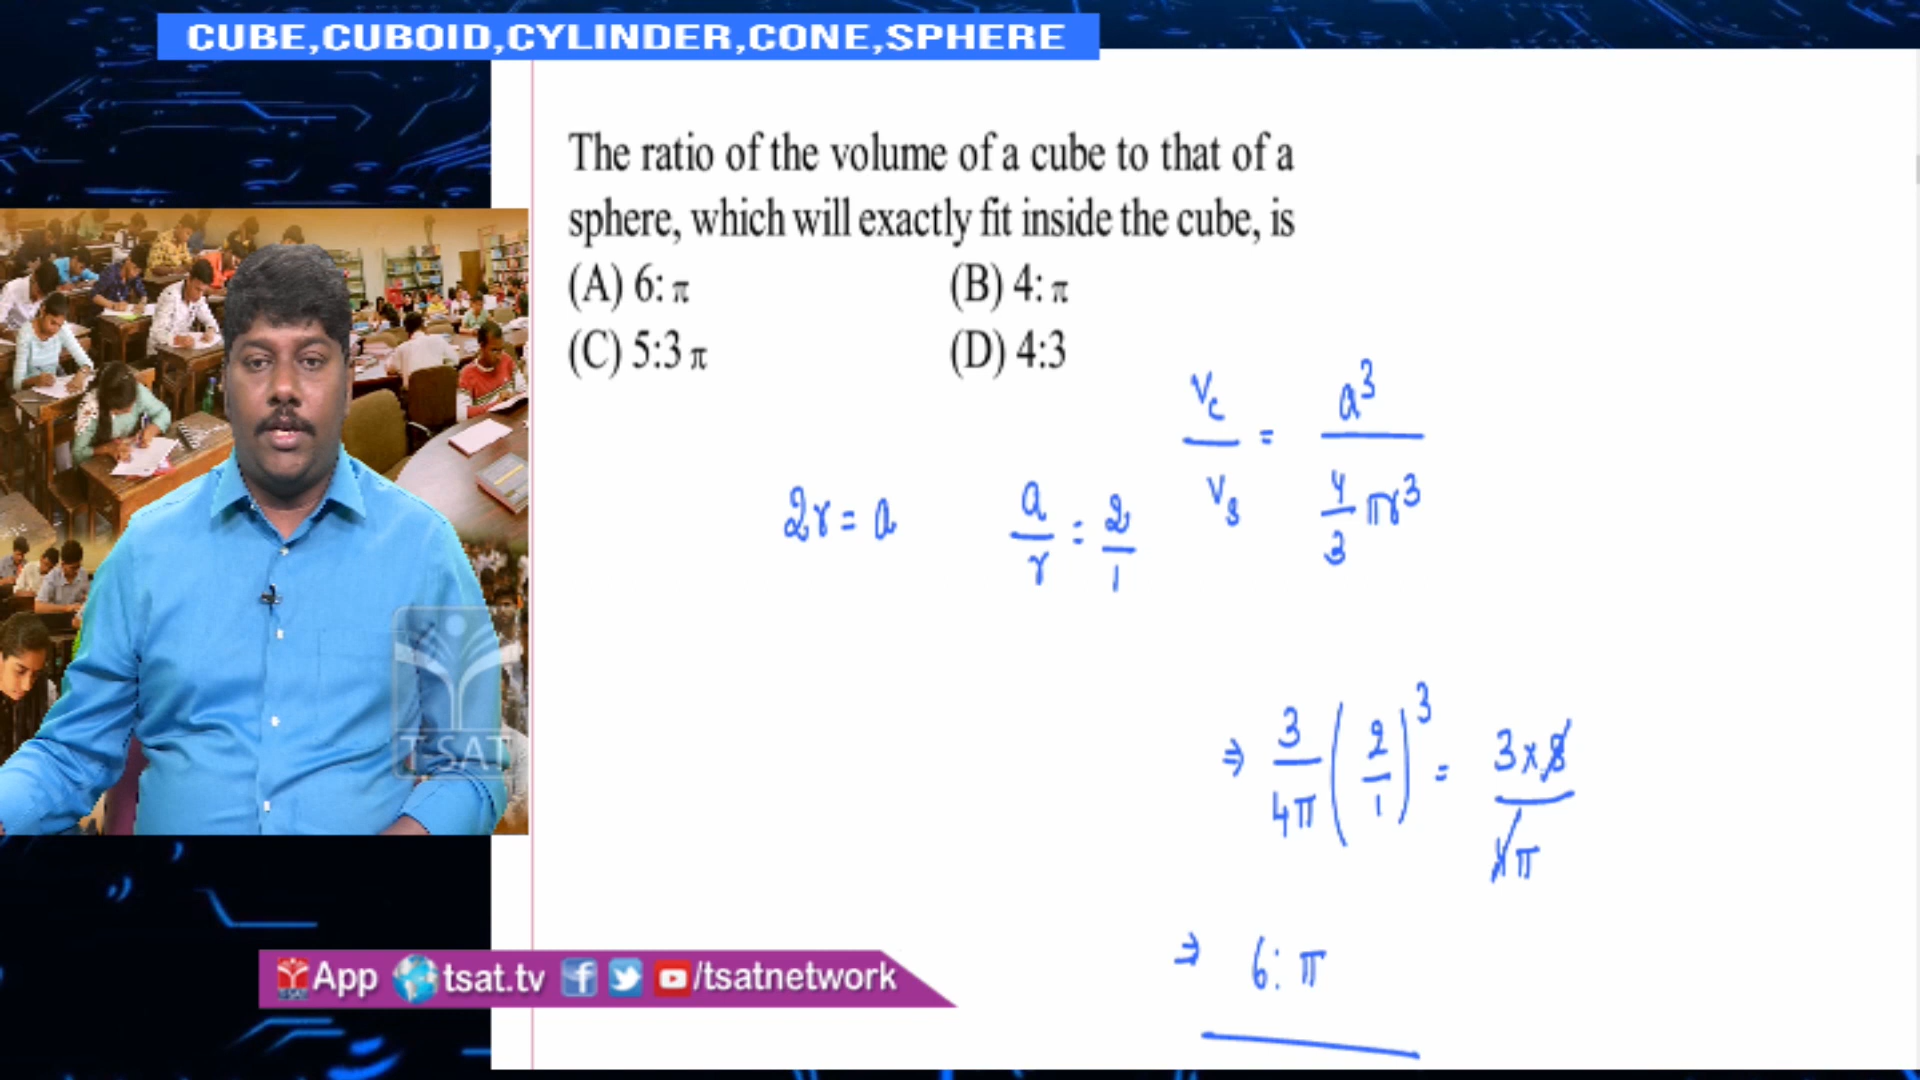 CUBE,CUBOID,CYLINDER,CONE,SPHERE
The ratio of the volume of a cube to that of a
sphere, which will exactly fit inside the cube, is
(A) 6: π (B) 4: π
(C) 5:3 π (D) 4:3
Vc/Vs = a³/(4/3 πr³)
2r = a a/r = 2/1
⇒ 3/4π (2/1)³ = 3×8/4π
⇒ 6: π
T-SAT
T-SAT App tsat.tv /tsatnetwork